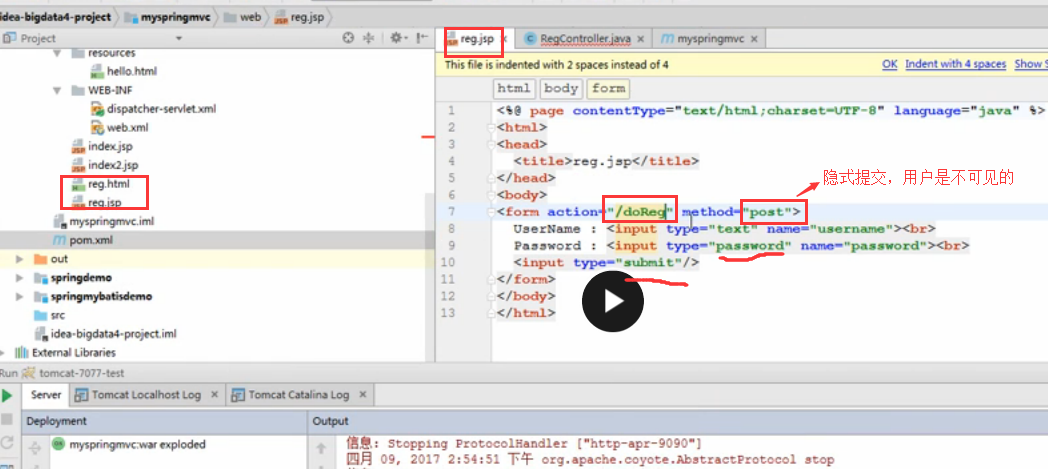 idea-bigdata4-project myspringmvc web reg.jsp
Project
resources
hello.html
WEB-INF
dispatcher-servlet.xml
web.xml
index.jsp
index2.jsp
reg.html
reg.jsp
myspringmvc.iml
pom.xml
out
springdemo
springmybatisdemo
src
idea-bigdata4-project.iml
External Libraries
reg.jsp RegController.java myspringmvc
This file is indented with 2 spaces instead of 4 OK Indent with 4 spaces Show S
html body form
1 <%@ page contentType="text/html;charset=UTF-8" language="java" %>
2 <html>
3 <head>
4 <title>reg.jsp</title>
5 </head>
6 <body>
隐式提交，用户是不可见的
7 <form action="/doReg" method="post">
8 UserName : <input type="text" name="username"><br>
9 Password : <input type="password" name="password"><br>
10 <input type="submit"/>
11 </form>
12 </body>
13 </html>
Run tomcat-7077-test
Server Tomcat Localhost Log Tomcat Catalina Log
Deployment Output
myspringmvc:war exploded
信息: Stopping ProtocolHandler ["http-apr-9090"]
四月 09, 2017 2:54:51 下午 org.apache.coyote.AbstractProtocol stop